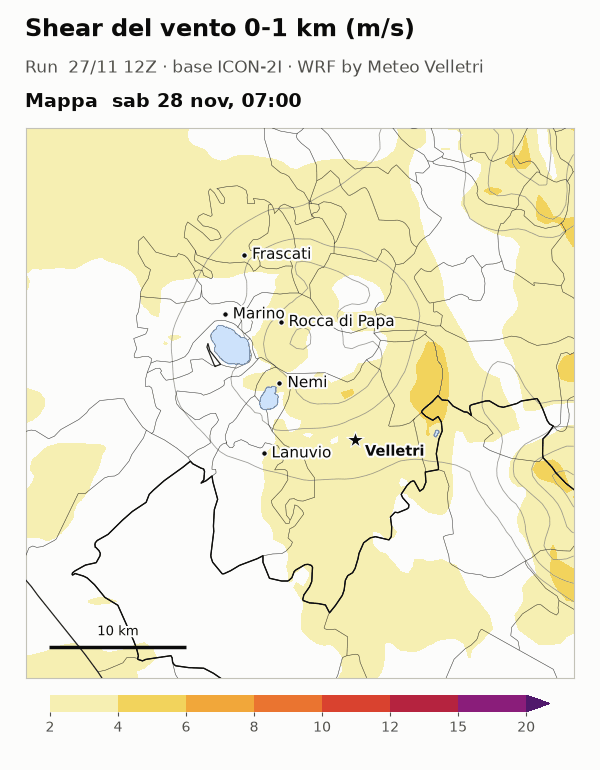 Shear del vento 0-1 km (m/s)
Run  27/11 12Z · base ICON-2I · WRF by Meteo Velletri
Mappa  sab 28 nov, 07:00
Frascati
Marino
Rocca di Papa
Nemi
Velletri
Lanuvio
10 km
2 4 6 8 10 12 15 20